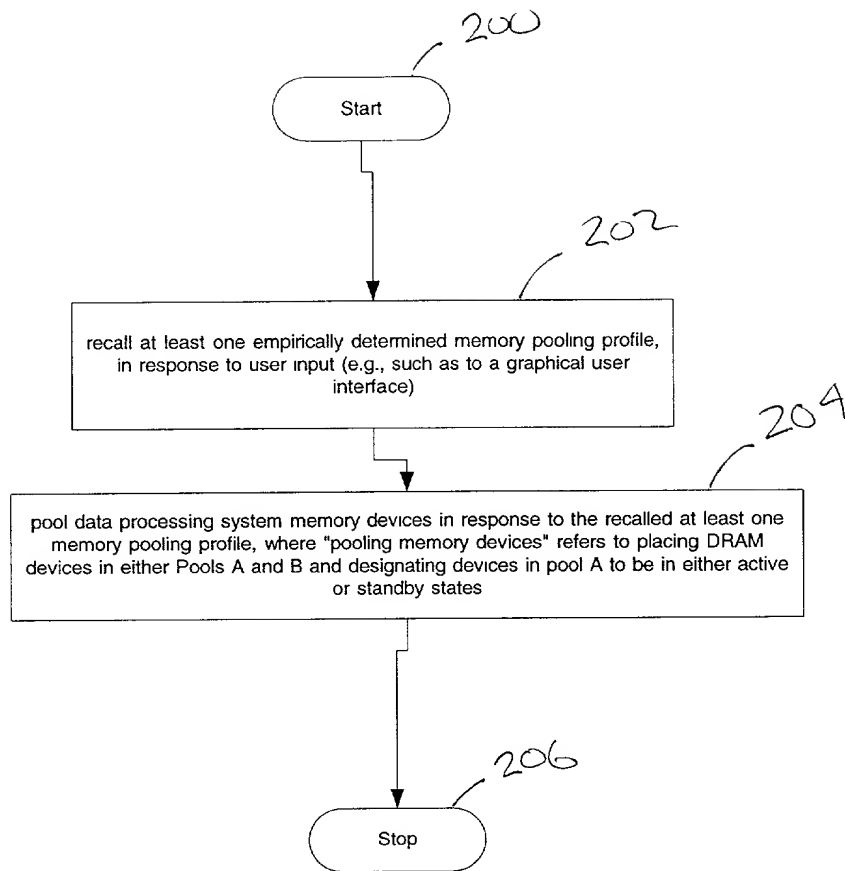 200
Start
202
recall at least one empirically determined memory pooling profile,
in response to user input (e.g., such as to a graphical user
interface)
204
pool data processing system memory devices in response to the recalled at least one
memory pooling profile, where "pooling memory devices" refers to placing DRAM
devices in either Pools A and B and designating devices in pool A to be in either active
or standby states
206
Stop